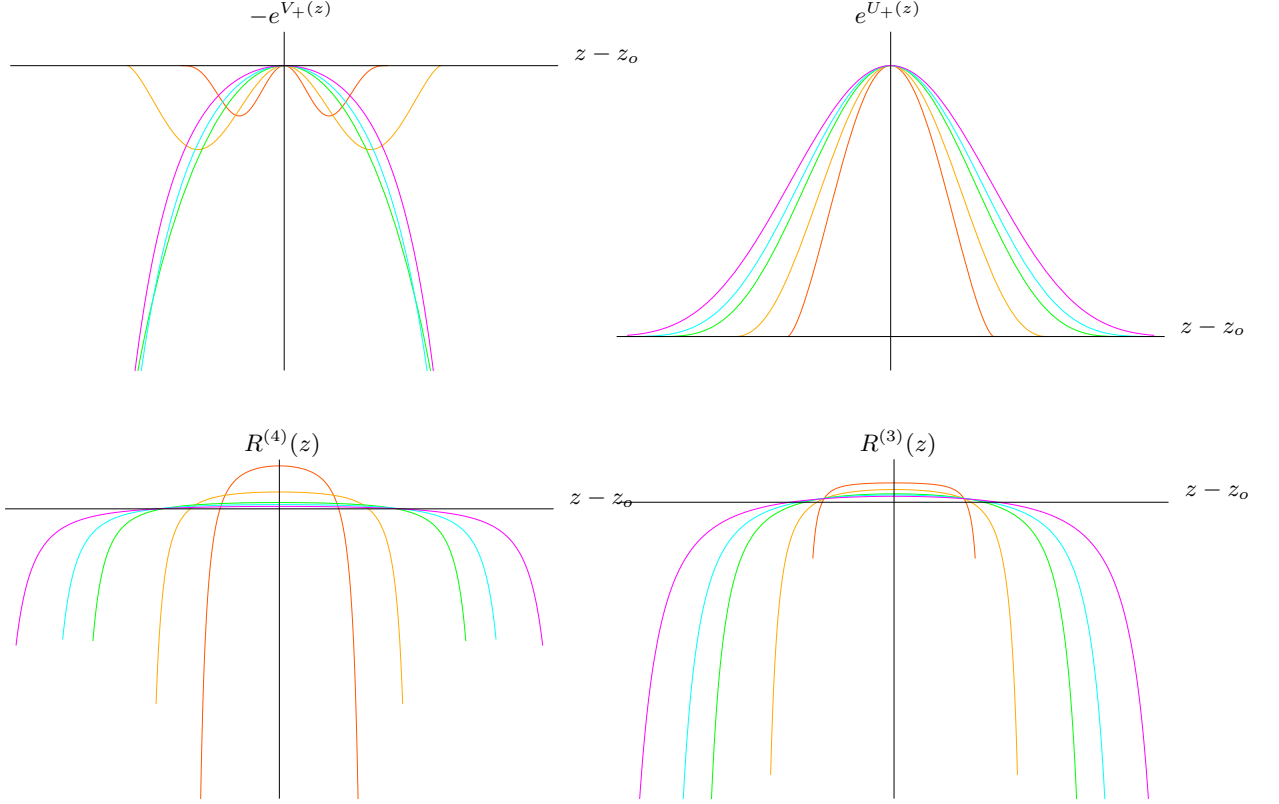 $-e^{V_+(z)}$
$z - z_o$
$e^{U_+(z)}$
$z - z_o$
$R^{(4)}(z)$
$z - z_o$
$R^{(3)}(z)$
$z - z_o$